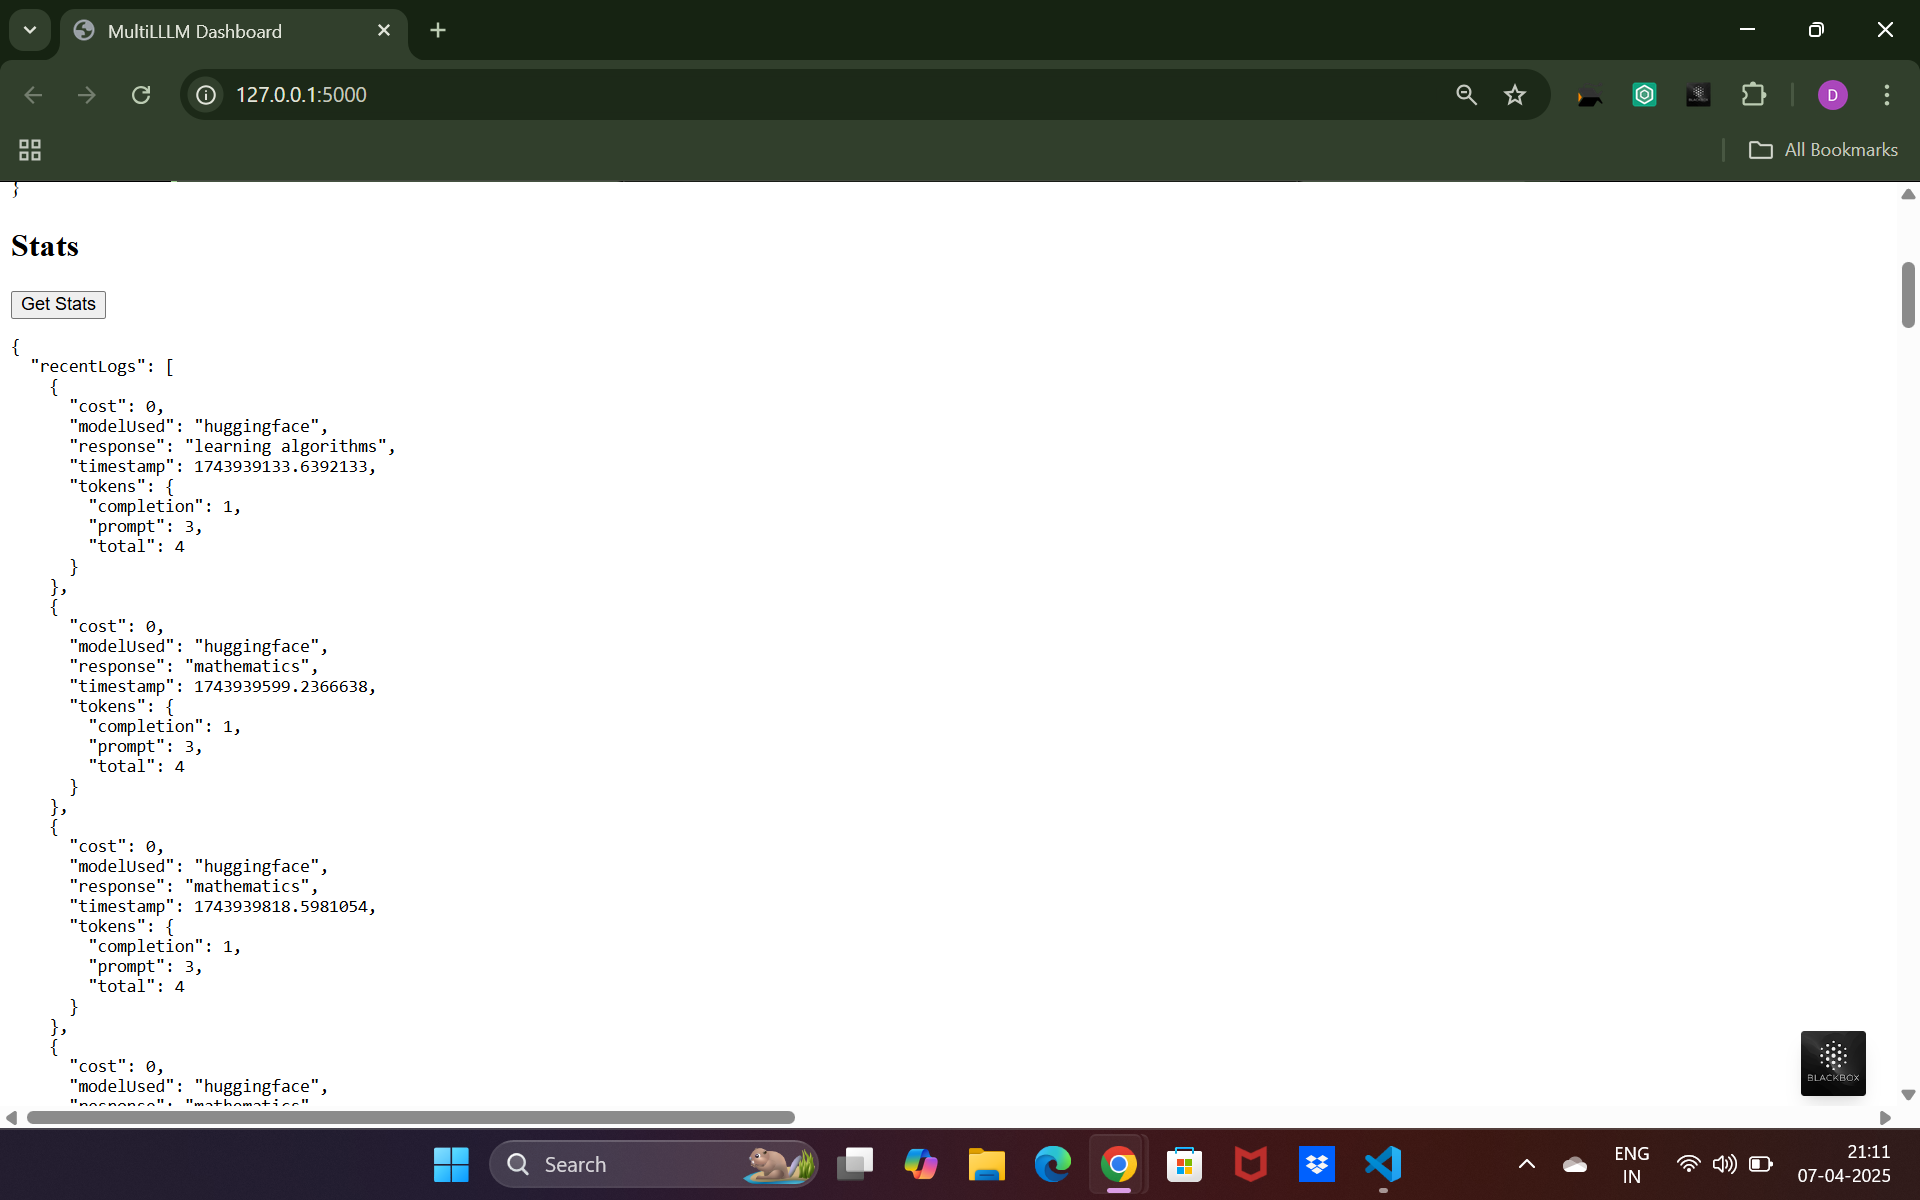 MultiLLLM Dashboard
127.0.0.1:5000
D
All Bookmarks
}
Stats
Get Stats
{
"recentLogs": [
{
"cost": 0,
"modelUsed": "huggingface",
"response": "learning algorithms",
"timestamp": 1743939133.6392133,
"tokens": {
"completion": 1,
"prompt": 3,
"total": 4
}
},
{
"cost": 0,
"modelUsed": "huggingface",
"response": "mathematics",
"timestamp": 1743939599.2366638,
"tokens": {
"completion": 1,
"prompt": 3,
"total": 4
}
},
{
"cost": 0,
"modelUsed": "huggingface",
"response": "mathematics",
"timestamp": 1743939818.5981054,
"tokens": {
"completion": 1,
"prompt": 3,
"total": 4
}
},
{
"cost": 0,
"modelUsed": "huggingface",
"response": "mathematics"
BLACKBOX
Search
ENG
IN
21:11
07-04-2025